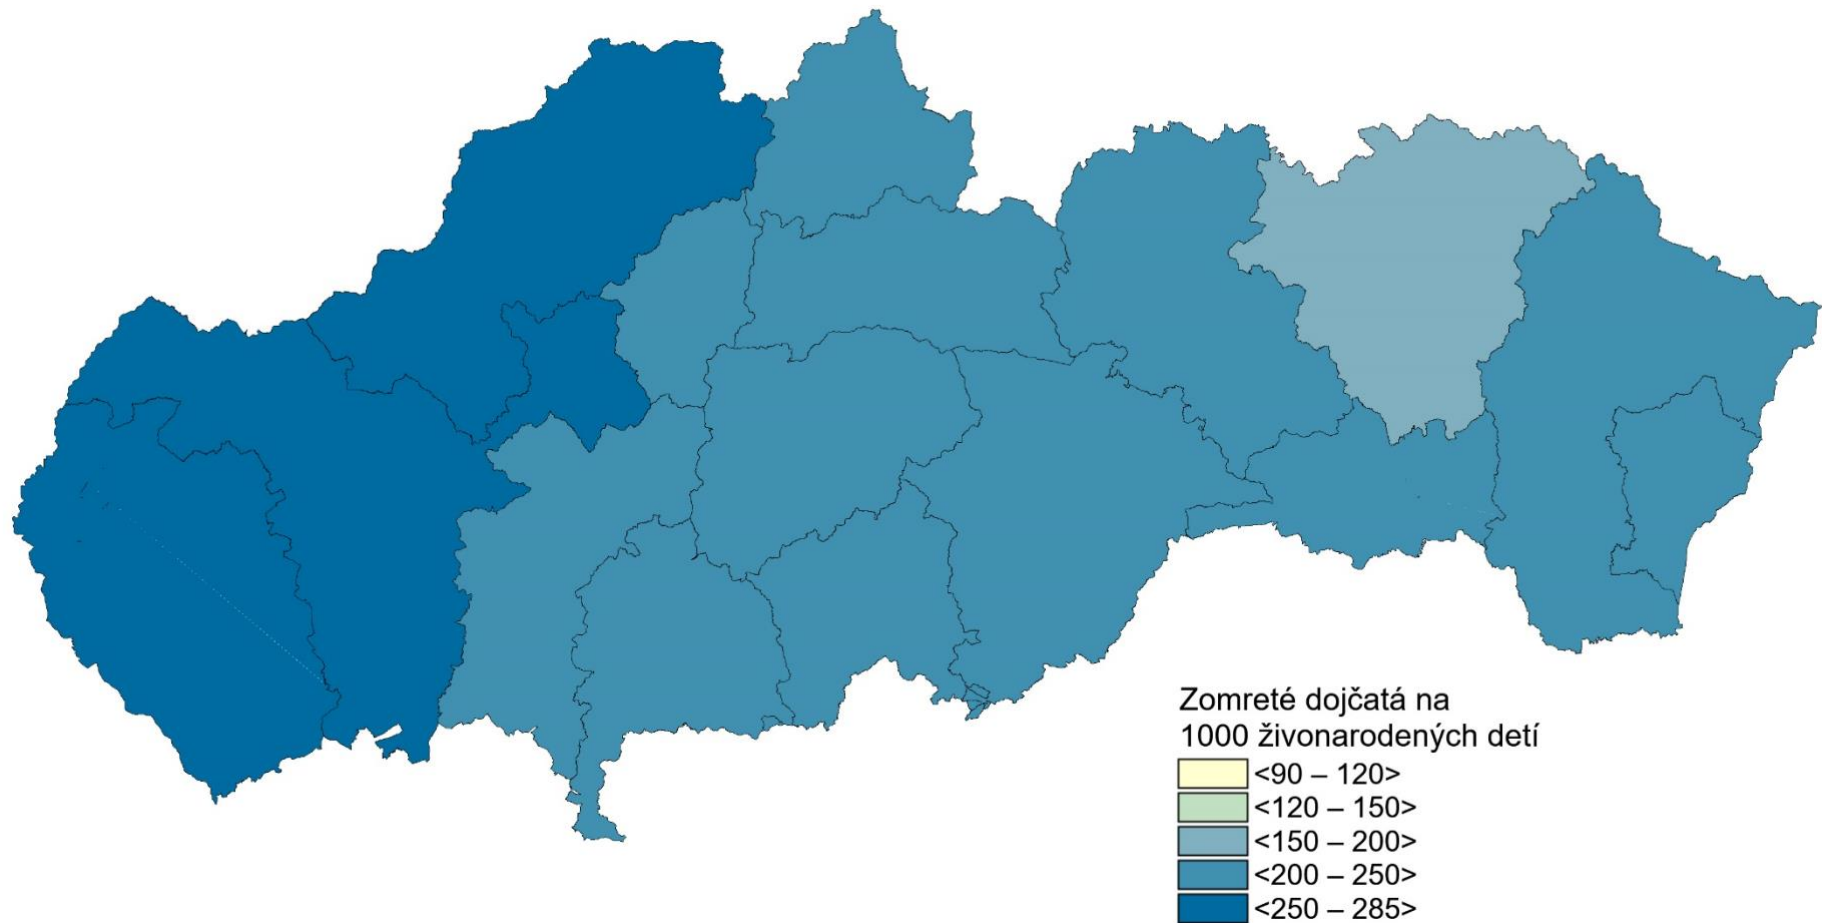 Zomreté dojčatá na
1000 živonarodených detí
<90 – 120>
<120 – 150>
<150 – 200>
<200 – 250>
<250 – 285>